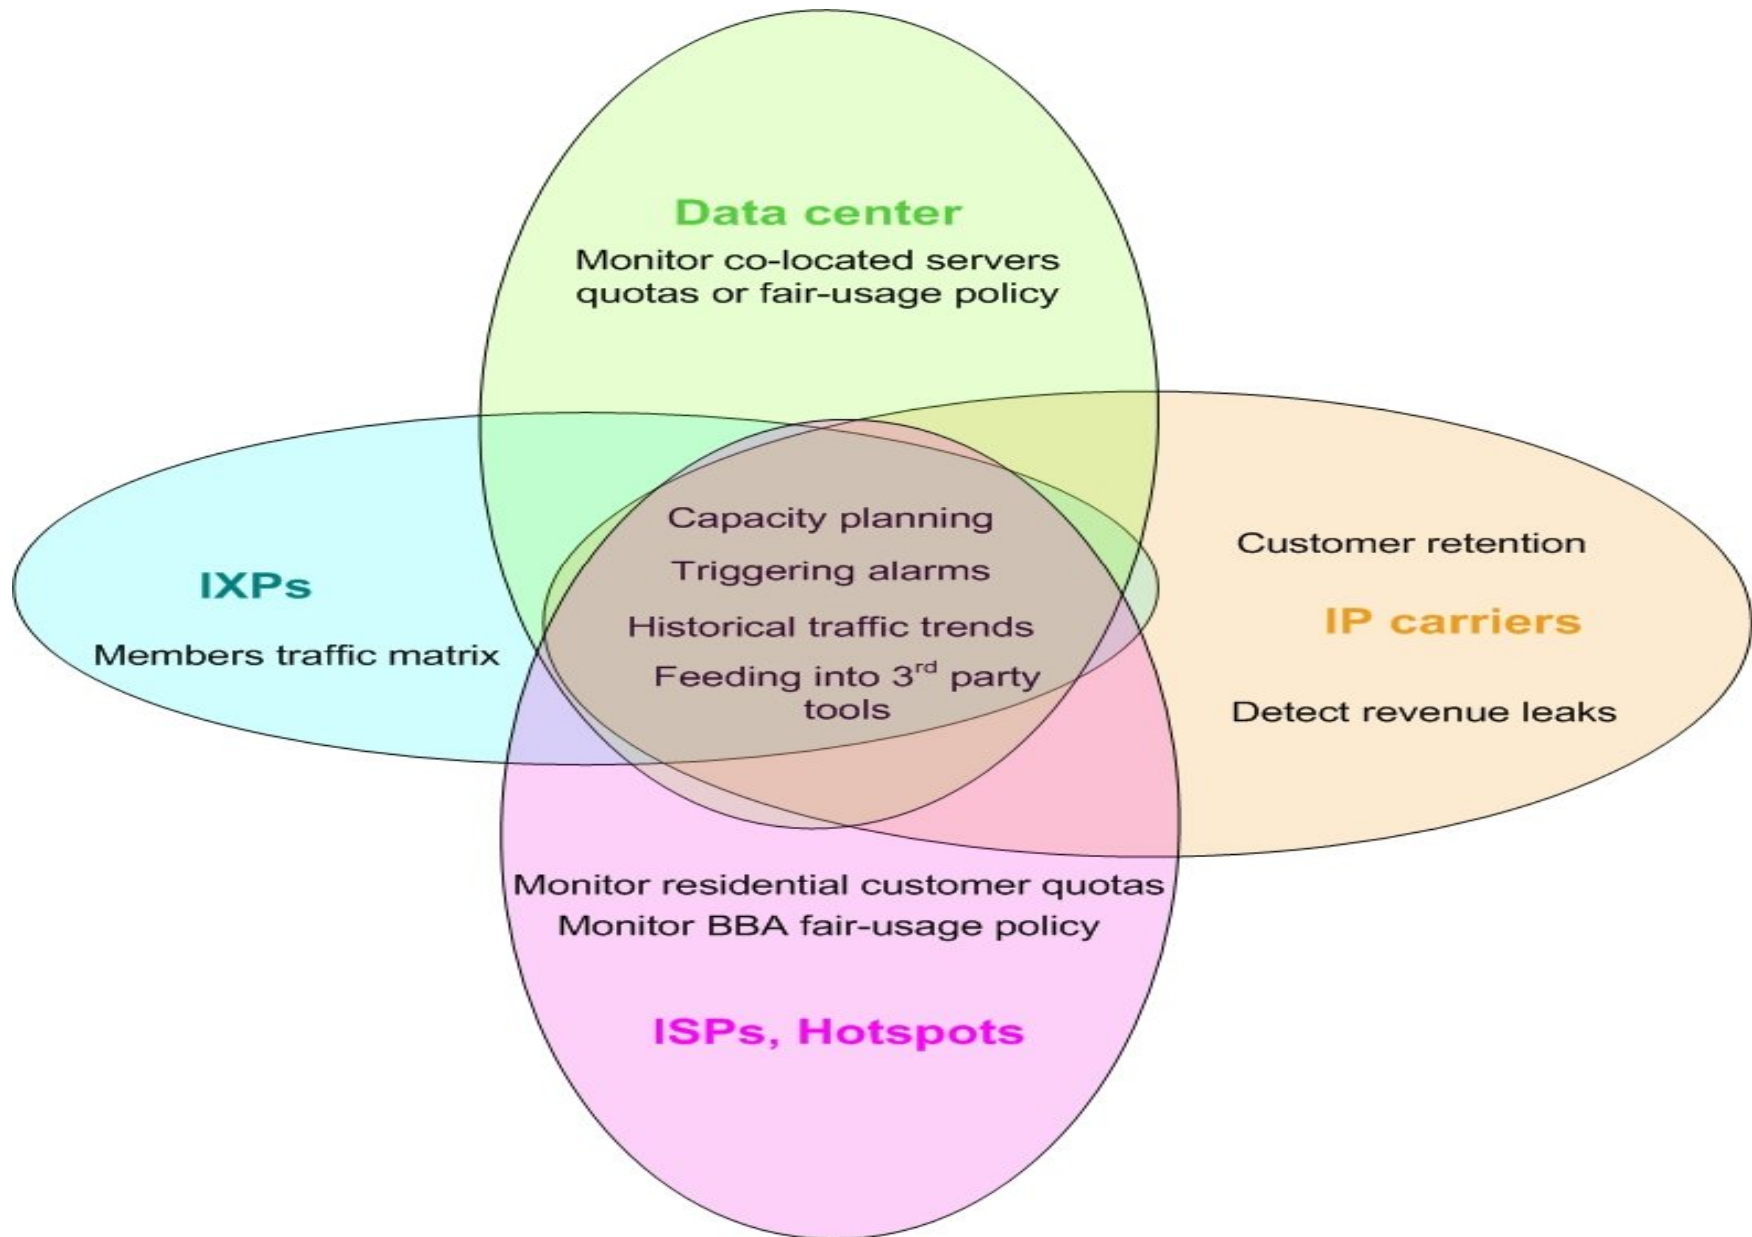 Data center
Monitor co-located servers
quotas or fair-usage policy
Capacity planning
Triggering alarms
Historical traffic trends
Feeding into 3rd party
tools
IXPs
Members traffic matrix
Customer retention
IP carriers
Detect revenue leaks
Monitor residential customer quotas
Monitor BBA fair-usage policy
ISPs, Hotspots